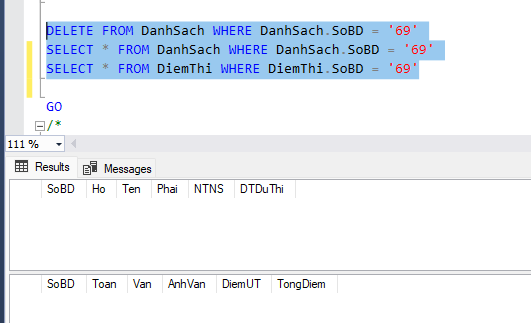 DELETE FROM DanhSach WHERE DanhSach.SoBD = '69'
SELECT * FROM DanhSach WHERE DanhSach.SoBD = '69'
SELECT * FROM DiemThi WHERE DiemThi.SoBD = '69'
GO
/*
111 %
Results Messages
SoBD Ho Ten Phai NTNS DTDuThi
SoBD Toan Van AnhVan DiemUT TongDiem